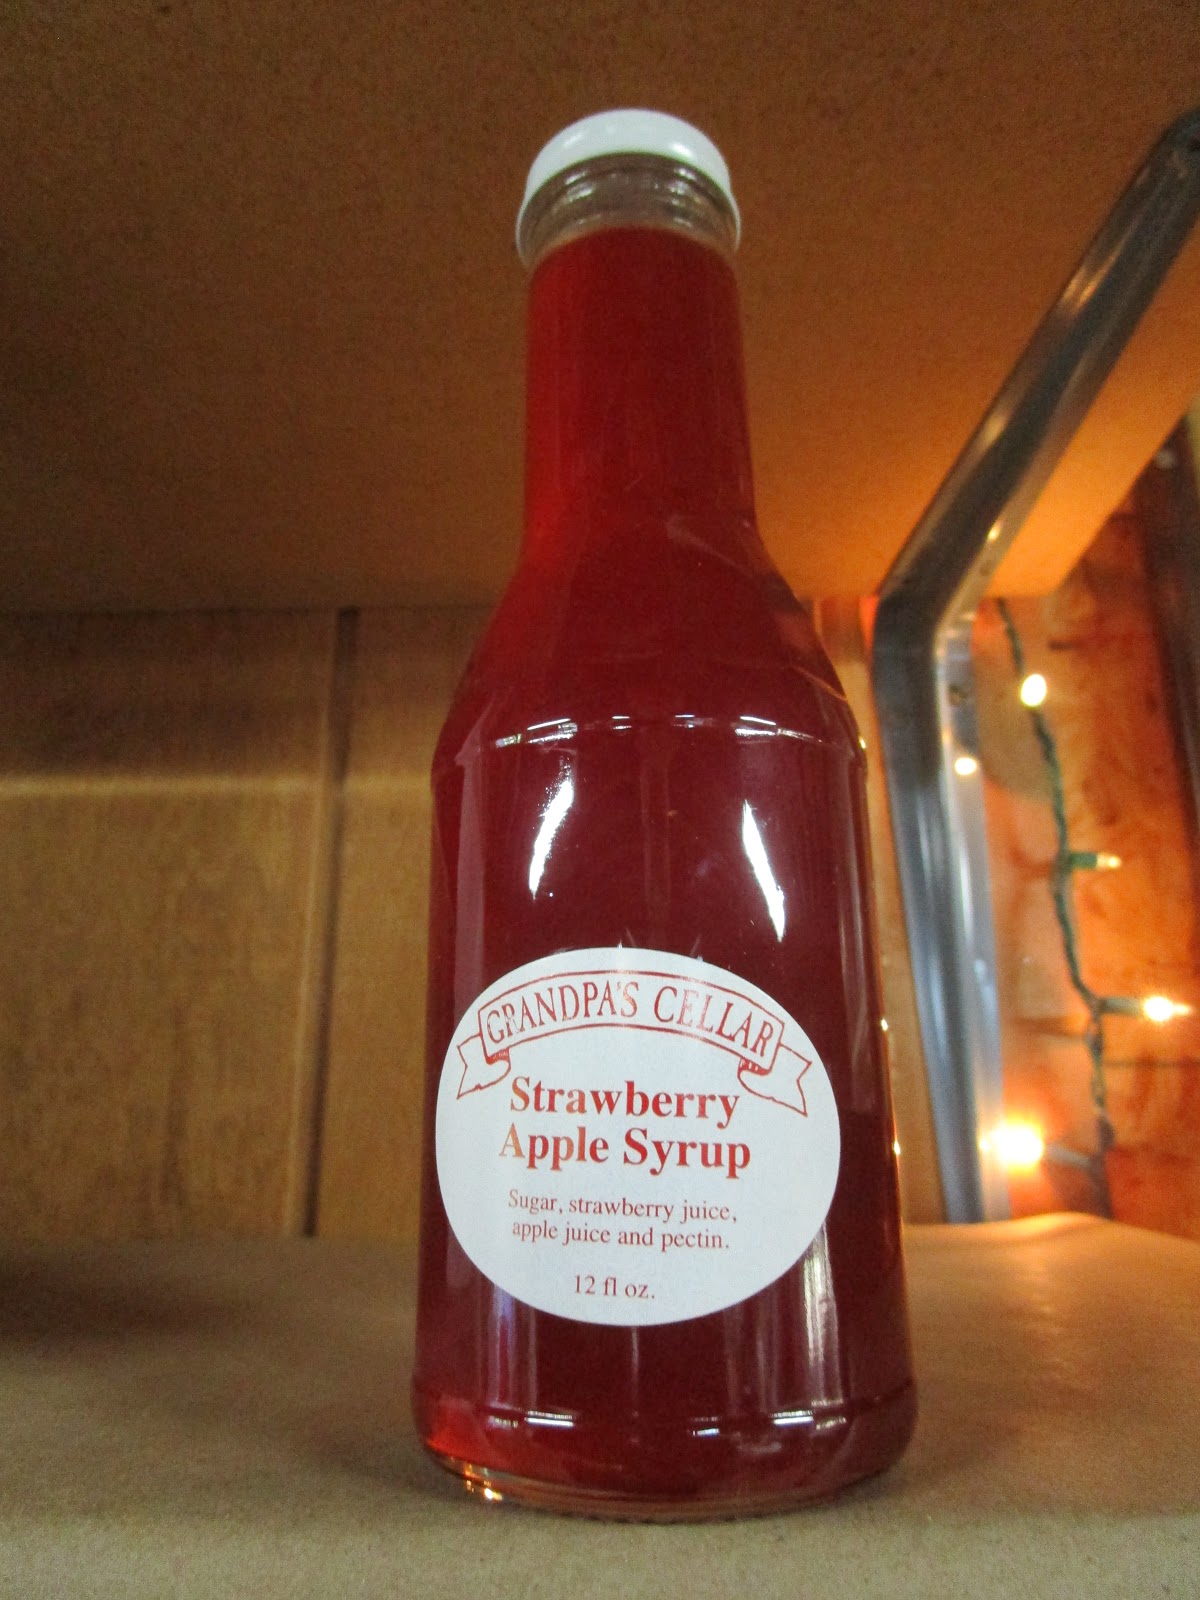 GRANDPA'S CELLAR
Strawberry
Apple Syrup
Sugar, strawberry juice,
apple juice and pectin.
12 fl oz.